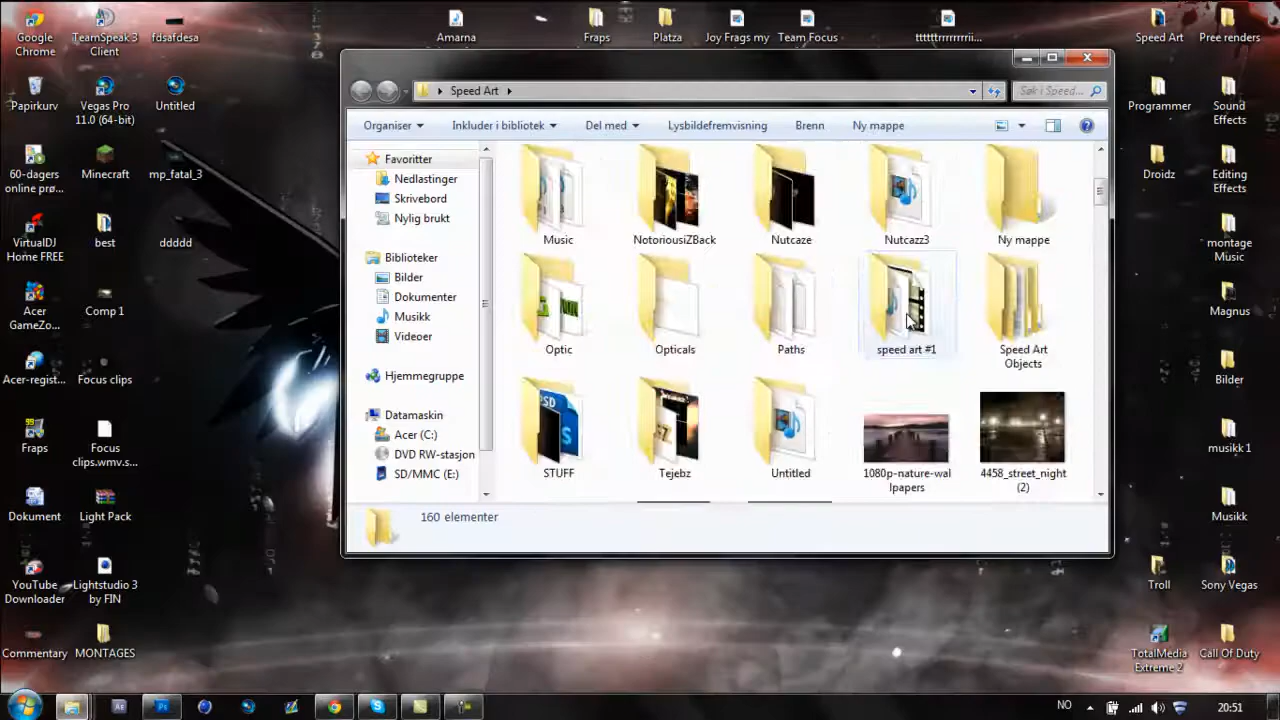 Google Chrome
TeamSpeak 3 Client
fdsafdesa
Amarna
Fraps
Platza
Joy Frags my
Team Focus
ttttttrrrrrrrrii...
Speed Art
Pree renders
Papirkurv
Vegas Pro 11.0 (64-bit)
Untitled
60-dagers online prø...
Minecraft
mp_fatal_3
VirtualDJ Home FREE
best
ddddd
Acer GameZo...
Comp 1
Acer-regist...
Focus clips
Fraps
Focus clips.wmv.s...
Dokument
Light Pack
YouTube Downloader
Lightstudio 3 by FIN
Commentary
MONTAGES
Speed Art
Søk i Speed...
Organiser
Inkluder i bibliotek
Del med
Lysbildefremvisning
Brenn
Ny mappe
Favoritter
Nedlastinger
Skrivebord
Nylig brukt
Biblioteker
Bilder
Dokumenter
Musikk
Videoer
Hjemmegruppe
Datamaskin
Acer (C:)
DVD RW-stasjon
SD/MMC (E:)
Music
NotoriousiZBack
Nutcaze
Nutcazz3
Ny mappe
Optic
Opticals
Paths
speed art #1
Speed Art
Objects
STUFF
Tejebz
Untitled
1080p-nature-wal
lpapers
4458_street_night
(2)
160 elementer
Programmer
Sound Effects
Droidz
Editing Effects
montage Music
Magnus
Bilder
musikk 1
Musikk
Troll
Sony Vegas
TotalMedia Extreme 2
Call Of Duty
NO
20:51